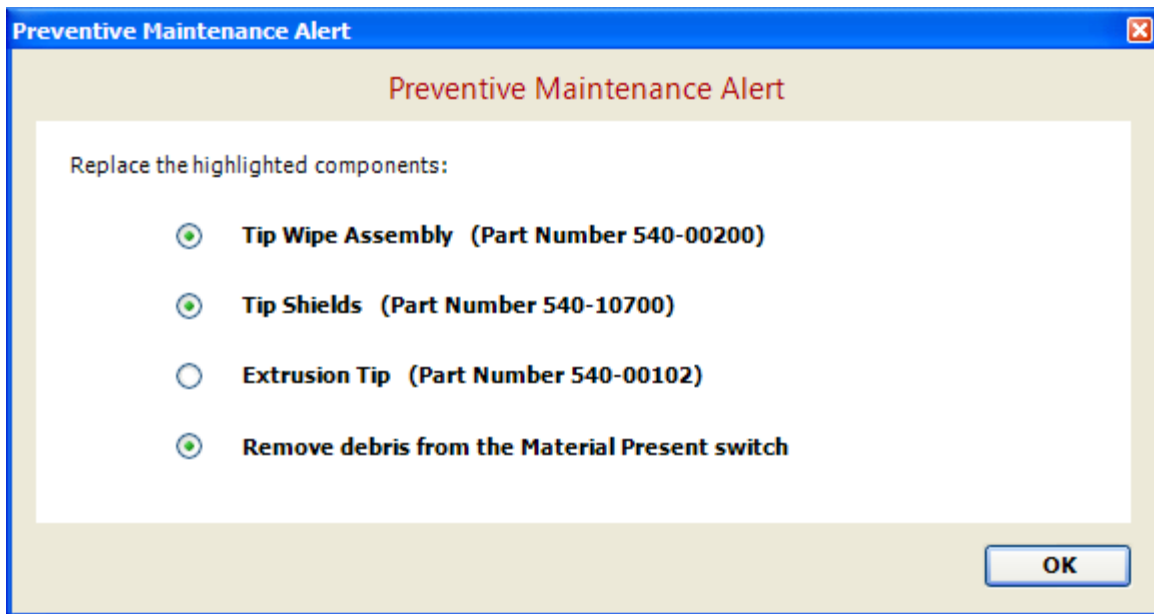 Preventive Maintenance Alert
Preventive Maintenance Alert
Replace the highlighted components:
Tip Wipe Assembly (Part Number 540-00200)
Tip Shields (Part Number 540-10700)
Extrusion Tip (Part Number 540-00102)
Remove debris from the Material Present switch
OK